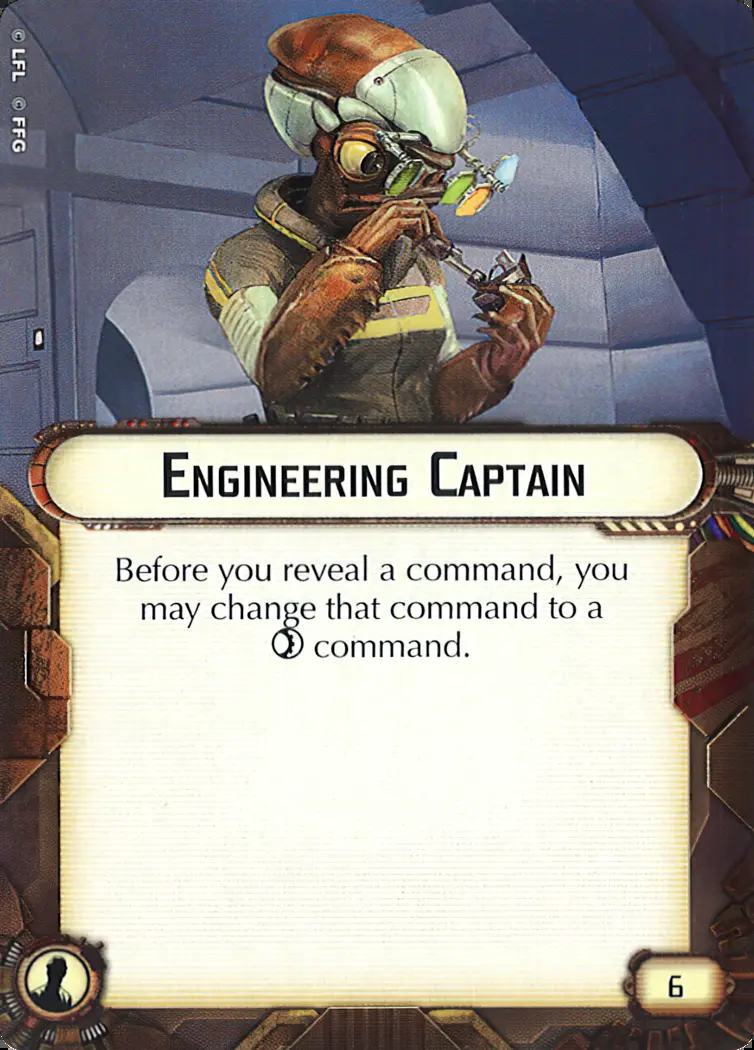 © LFL © FFG
Engineering Captain
Before you reveal a command, you
may change that command to a
command.
6